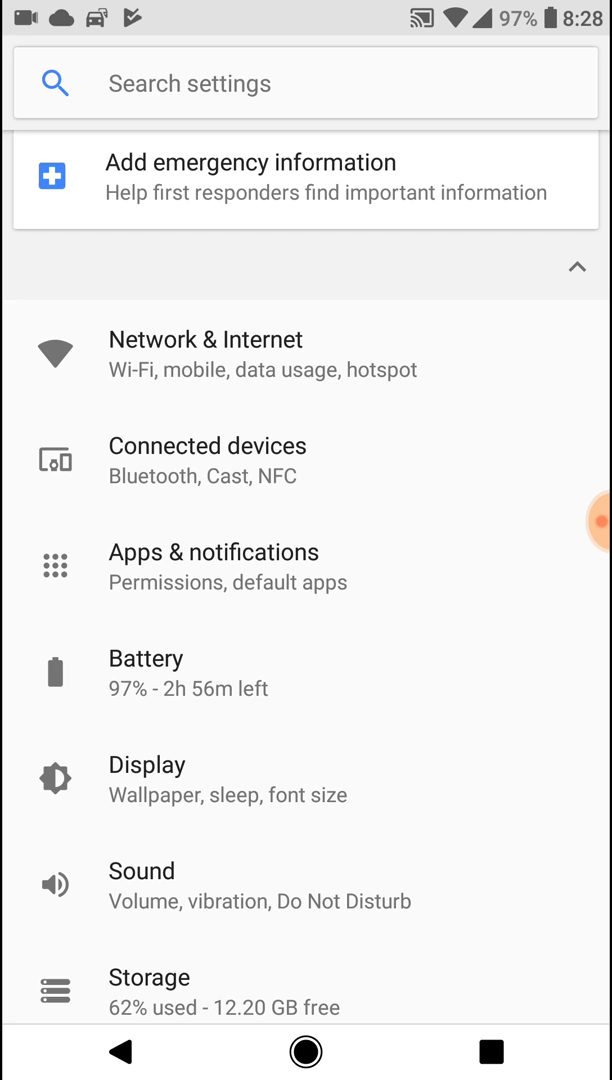 97% 8:28
Search settings
Add emergency information
Help first responders find important information
Network & Internet
Wi-Fi, mobile, data usage, hotspot
Connected devices
Bluetooth, Cast, NFC
Apps & notifications
Permissions, default apps
Battery
97% - 2h 56m left
Display
Wallpaper, sleep, font size
Sound
Volume, vibration, Do Not Disturb
Storage
62% used - 12.20 GB free